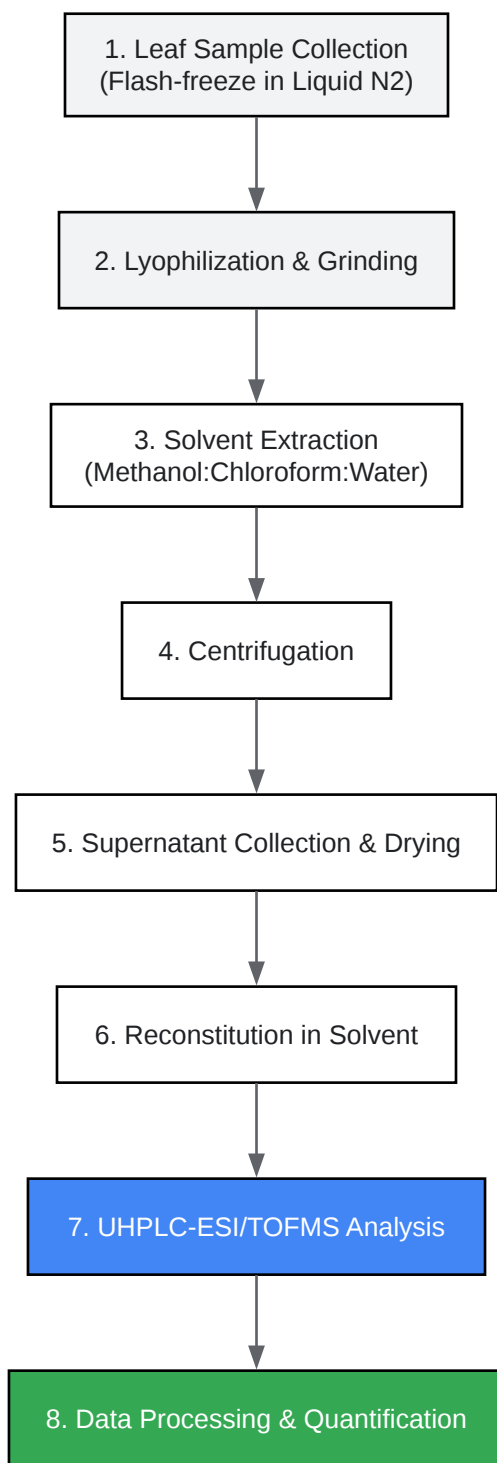 1. Leaf Sample Collection
(Flash-freeze in Liquid N2)
2. Lyophilization & Grinding
3. Solvent Extraction
(Methanol:Chloroform:Water)
4. Centrifugation
5. Supernatant Collection & Drying
6. Reconstitution in Solvent
7. UHPLC-ESI/TOFMS Analysis
8. Data Processing & Quantification